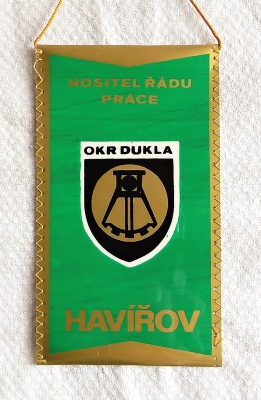 NOSITEL ŘÁDU
PRÁCE
OKR DUKLA
HAVÍŘOV